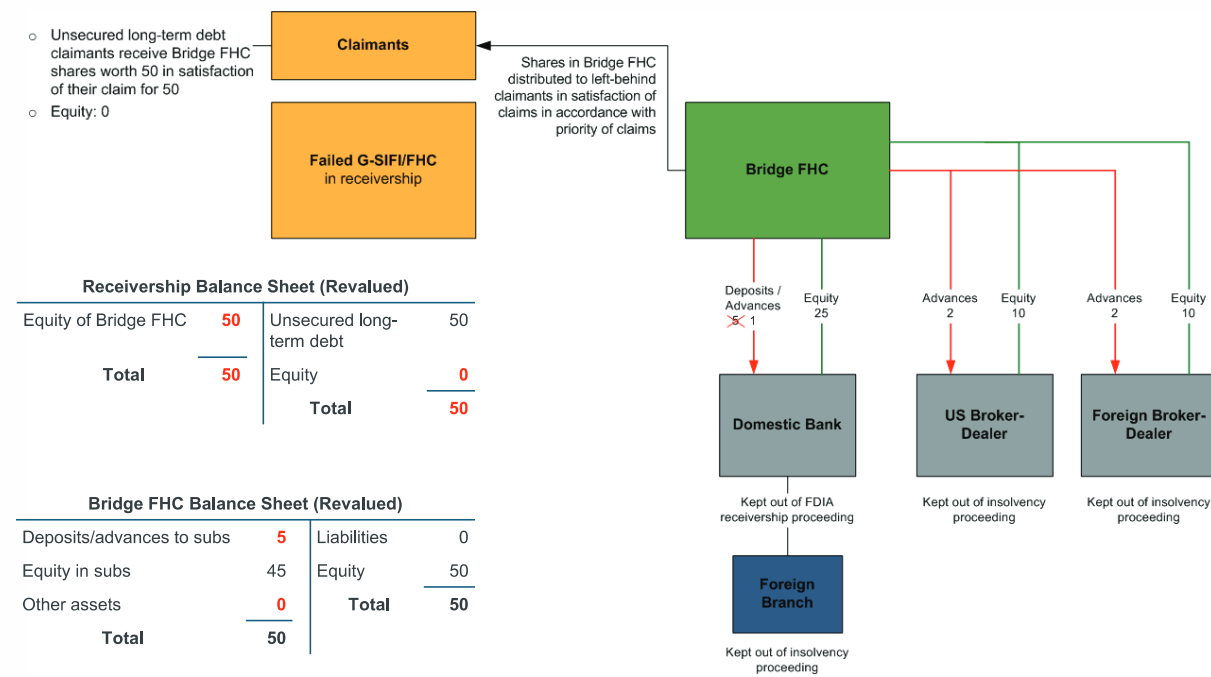 ○ Unsecured long-term debt
claimants receive Bridge FHC
shares worth 50 in satisfaction
of their claim for 50
○ Equity: 0
Claimants
Shares in Bridge FHC
distributed to left-behind
claimants in satisfaction of
claims in accordance with
priority of claims
Failed G-SIFI/FHC
in receivership
Bridge FHC
Receivership Balance Sheet (Revalued)
Equity of Bridge FHC 50 Unsecured long-
term debt 50
Equity 0
Total 50 Total 50
Deposits /
Advances
5 1
Equity
25
Advances
2
Equity
10
Advances
2
Equity
10
Domestic Bank
US Broker-
Dealer
Foreign Broker-
Dealer
Kept out of FDIA
receivership proceeding
Kept out of insolvency
proceeding
Kept out of insolvency
proceeding
Foreign
Branch
Kept out of insolvency
proceeding
Bridge FHC Balance Sheet (Revalued)
Deposits/advances to subs 5 Liabilities 0
Equity in subs 45 Equity 50
Other assets 0 Total 50
Total 50